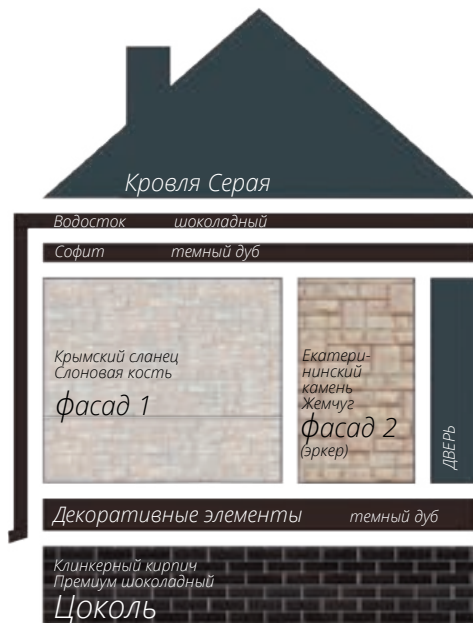 Кровля Серая
Водосток шоколадный
Софит темный дуб
Крымский сланец
Слоновая кость
фасад 1
Екатери-
нинский
камень
Жемчуг
фасад 2
(эркер)
ДВЕРЬ
Декоративные элементы темный дуб
Клинкерный кирпич
Премиум шоколадный
Цоколь